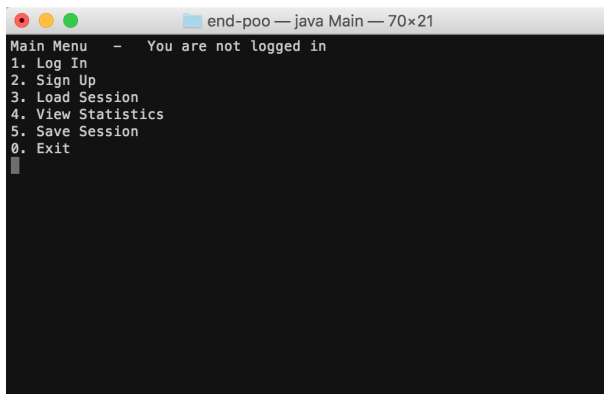 end-poo — java Main — 70×21
Main Menu   –   You are not logged in
1. Log In
2. Sign Up
3. Load Session
4. View Statistics
5. Save Session
0. Exit